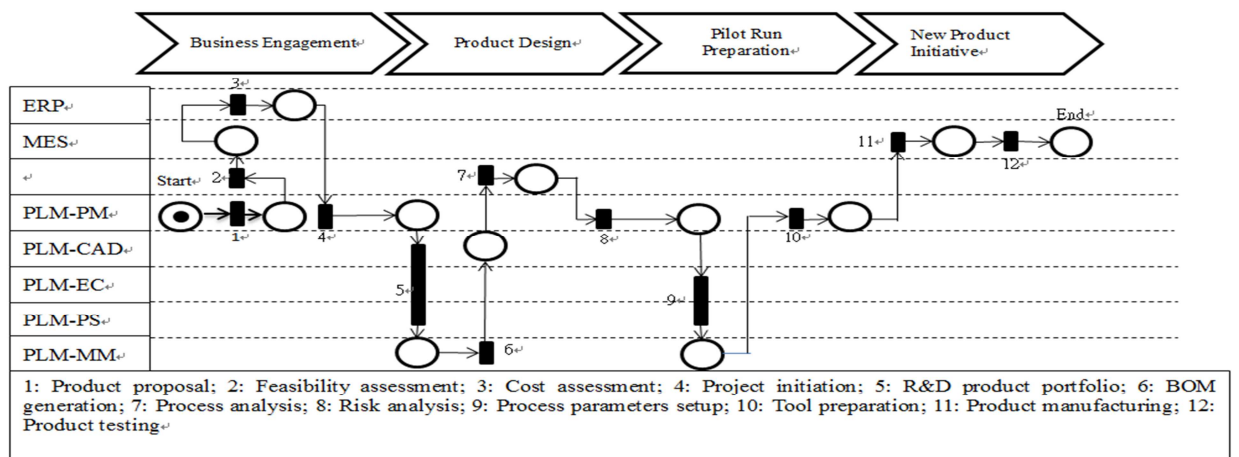 Business Engagement
Product Design
Pilot Run
Preparation
New Product
Initiative
3
ERP
End
MES
11
12
Start
2
7
PLM-PM
1
4
8
10
PLM-CAD
PLM-EC
5
9
PLM-PS
PLM-MM
6
1: Product proposal; 2: Feasibility assessment; 3: Cost assessment; 4: Project initiation; 5: R&D product portfolio; 6: BOM
generation; 7: Process analysis; 8: Risk analysis; 9: Process parameters setup; 10: Tool preparation; 11: Product manufacturing; 12:
Product testing